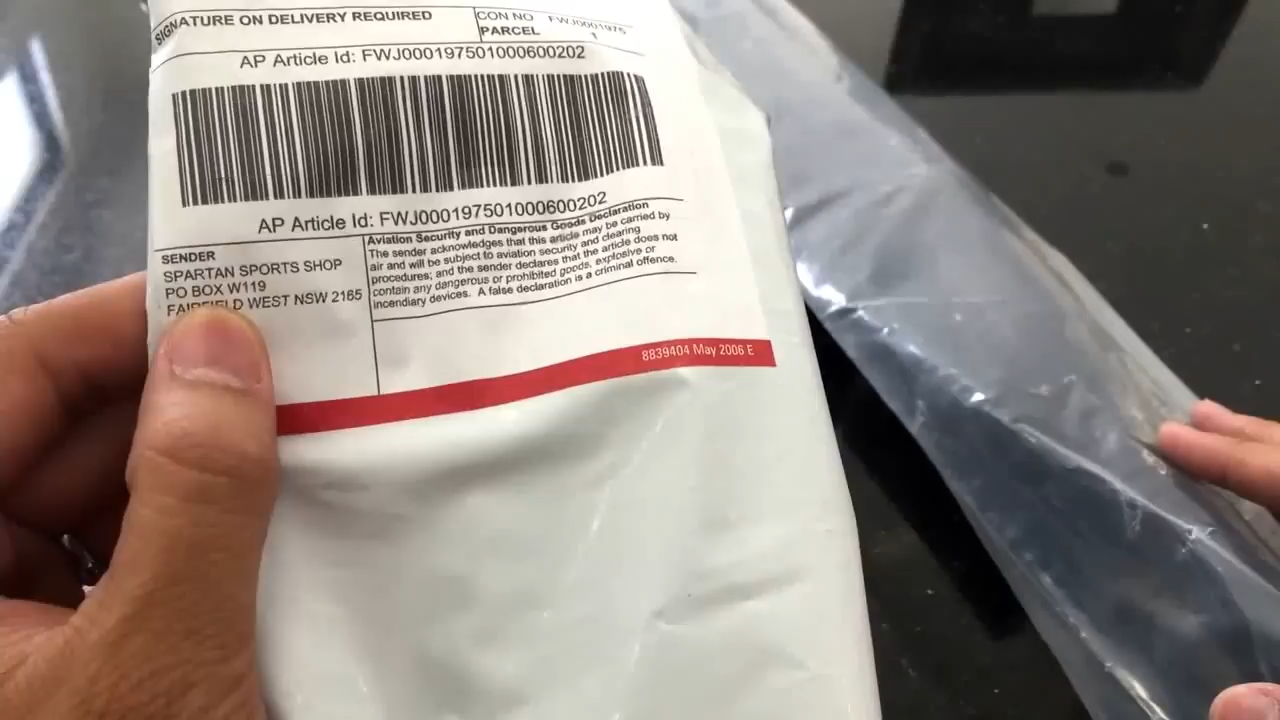 SIGNATURE ON DELIVERY REQUIRED
CON NO FWJ0001975
PARCEL 1
AP Article Id: FWJ000197501000600202
AP Article Id: FWJ000197501000600202
SENDER
SPARTAN SPORTS SHOP
PO BOX W119
FAIRFIELD WEST NSW 2165
Aviation Security and Dangerous Goods Declaration
The sender acknowledges that this article may be carried by
air and will be subject to aviation security and clearing
procedures; and the sender declares that the article does not
contain any dangerous or prohibited goods, explosive or
incendiary devices. A false declaration is a criminal offence.
8839404 May 2006 E